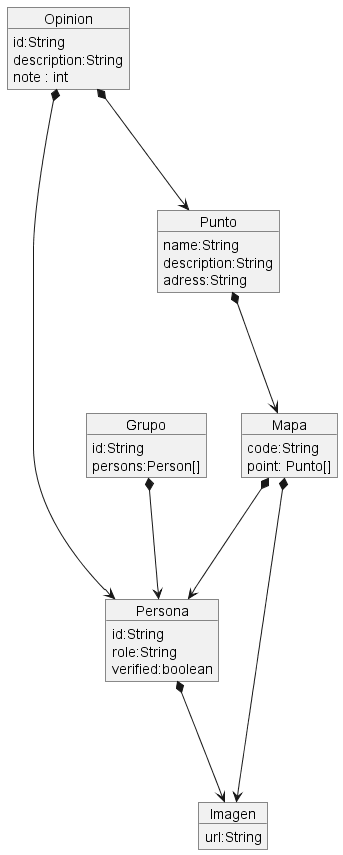 Opinion
id:String
description:String
note : int
Punto
name:String
description:String
adress:String
Grupo
id:String
persons:Person[]
Mapa
code:String
point: Punto[]
Persona
id:String
role:String
verified:boolean
Imagen
url:String